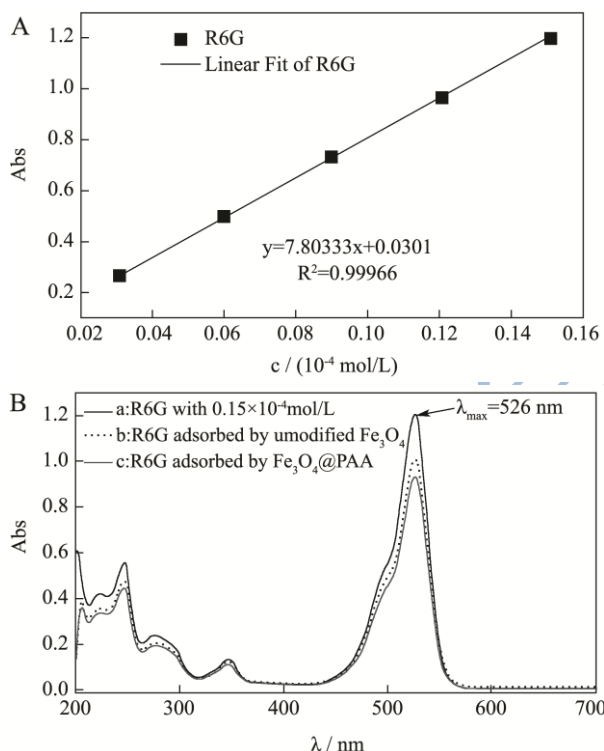 A
R6G
Linear Fit of R6G
1.2
1.0
0.8
0.6
0.4
0.2
Abs
y=7.80333x+0.0301
R²=0.99966
0.02 0.04 0.06 0.08 0.10 0.12 0.14 0.16
c / (10⁻⁴ mol/L)
B
a:R6G with 0.15×10⁻⁴mol/L
b:R6G adsorbed by umodified Fe₃O₄
c:R6G adsorbed by Fe₃O₄@PAA
λmax=526 nm
1.2
1.0
0.8
0.6
0.4
0.2
0.0
Abs
200 300 400 500 600 700
λ / nm